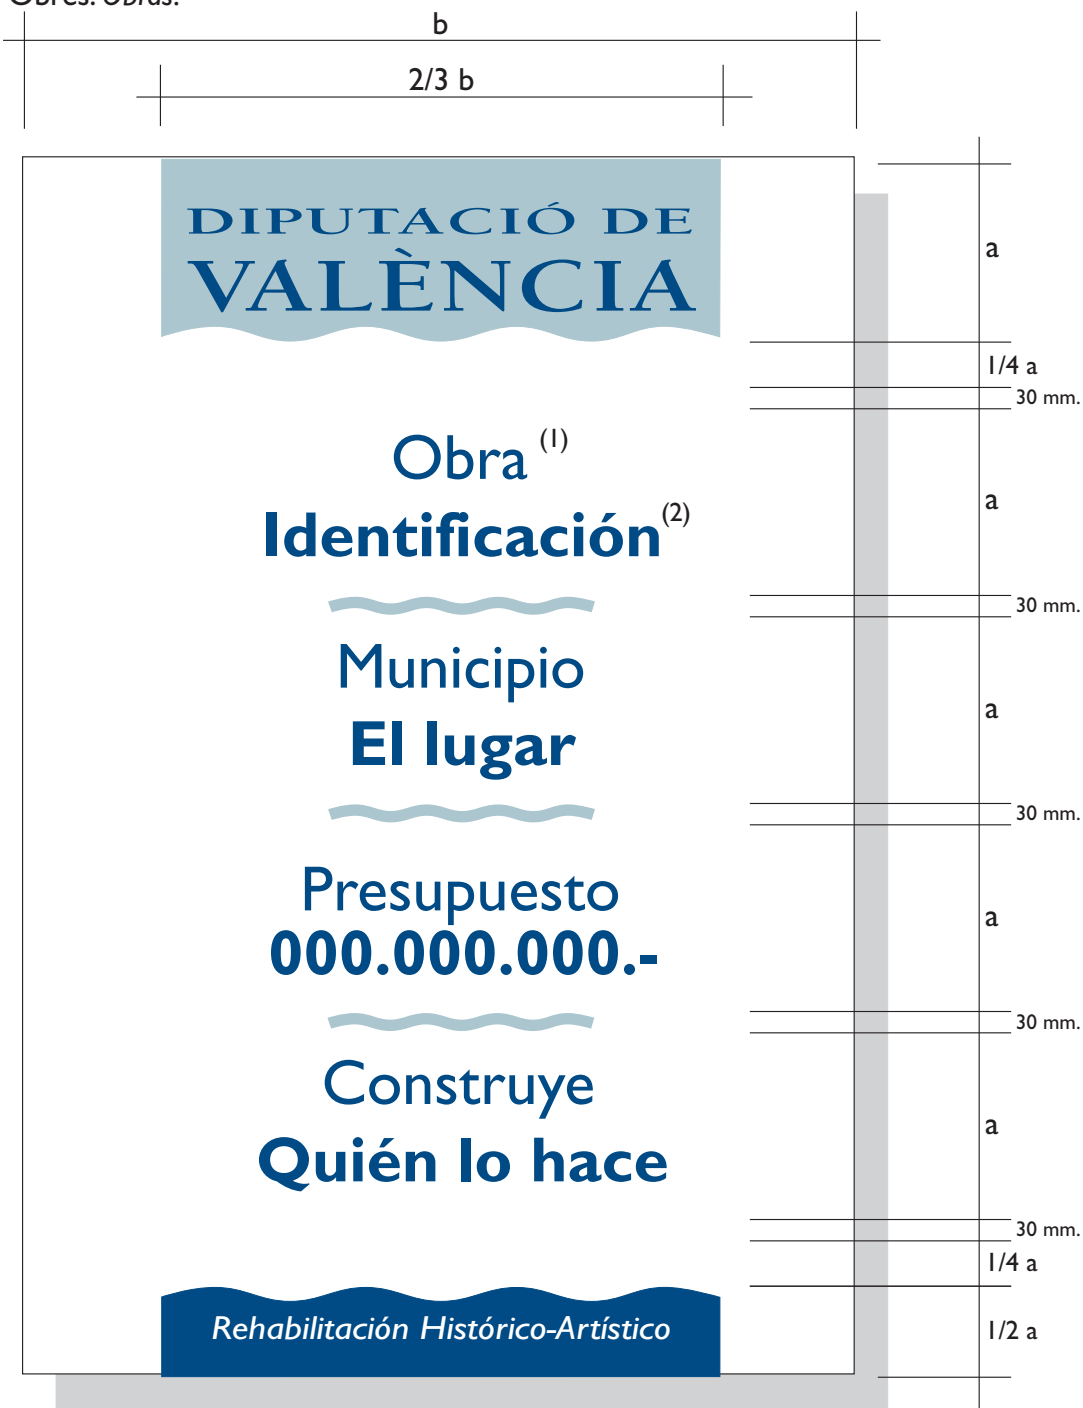 Obres. Obras.
b
2/3 b
DIPUTACIÓ DE
VALÈNCIA
a
1/4 a
30 mm.
Obra (1)
a
Identificación (2)
30 mm.
Municipio
a
El lugar
30 mm.
Presupuesto
a
000.000.000.-
30 mm.
Construye
a
Quién lo hace
30 mm.
1/4 a
Rehabilitación Histórico-Artístico
1/2 a